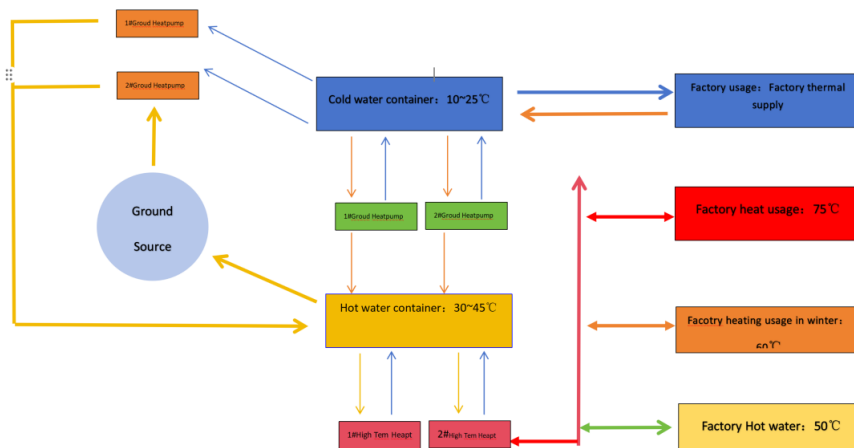 1#Groud Heatpump
2#Groud Heatpump
Cold water container：10~25℃
Factory usage：Factory thermal
supply
Ground
Source
1#Groud Heatpump
2#Groud Heatpump
Factory heat usage：75℃
Hot water container：30~45℃
Facotry heating usage in winter：
60℃
1#High Tem Heapt
2#High Tem Heapt
Factory Hot water：50℃